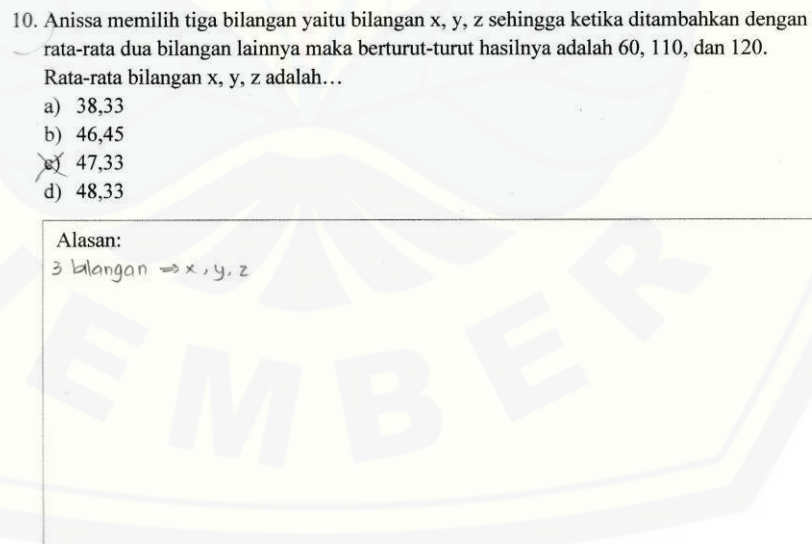 10. Anissa memilih tiga bilangan yaitu bilangan x, y, z sehingga ketika ditambahkan dengan
rata-rata dua bilangan lainnya maka berturut-turut hasilnya adalah 60, 110, dan 120.
Rata-rata bilangan x, y, z adalah...
a) 38,33
b) 46,45
c) 47,33
d) 48,33
Alasan:
3 bilangan ⇒ x, y, z
EMBER